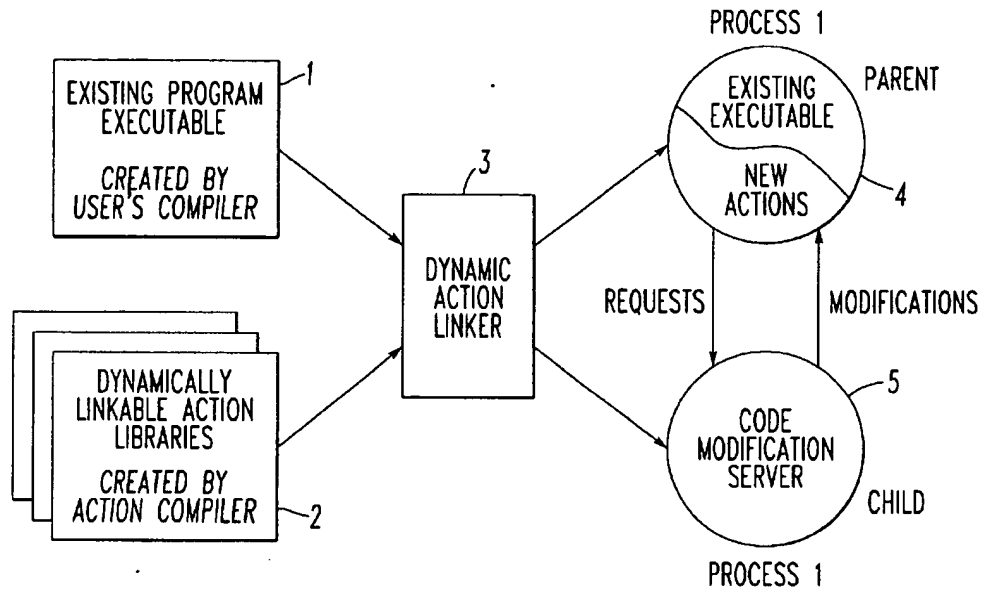 PROCESS 1
1
EXISTING PROGRAM
EXECUTABLE
CREATED BY
USER'S COMPILER
EXISTING
EXECUTABLE
PARENT
NEW
ACTIONS
4
3
DYNAMIC
ACTION
LINKER
REQUESTS
MODIFICATIONS
DYNAMICALLY
LINKABLE ACTION
LIBRARIES
CREATED BY
ACTION COMPILER
2
5
CODE
MODIFICATION
SERVER
CHILD
PROCESS 1